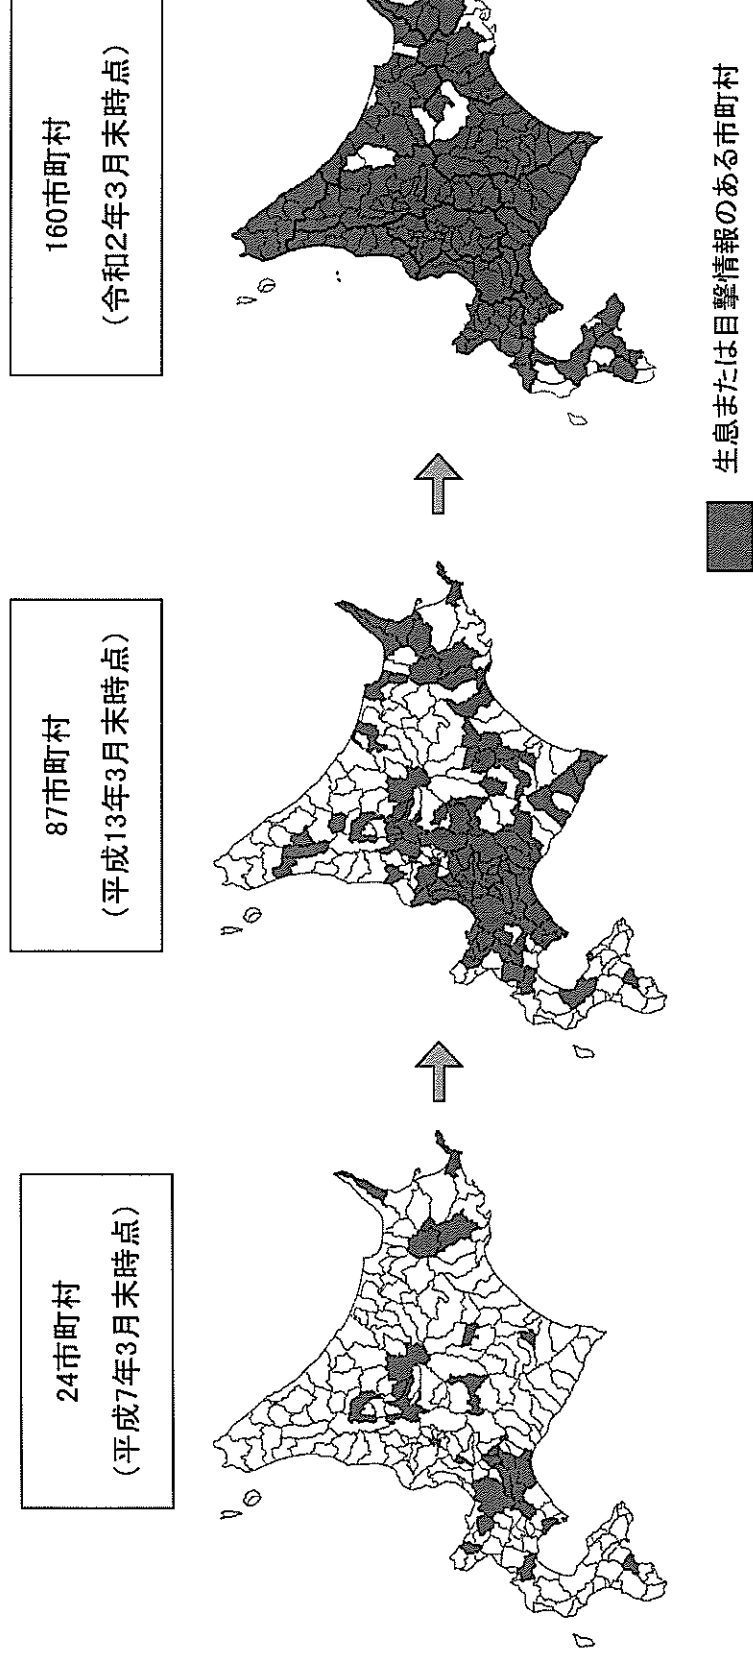 24市町村
(平成7年3月末時点)
87市町村
(平成13年3月末時点)
160市町村
(令和2年3月末時点)
生息または目撃情報のある市町村